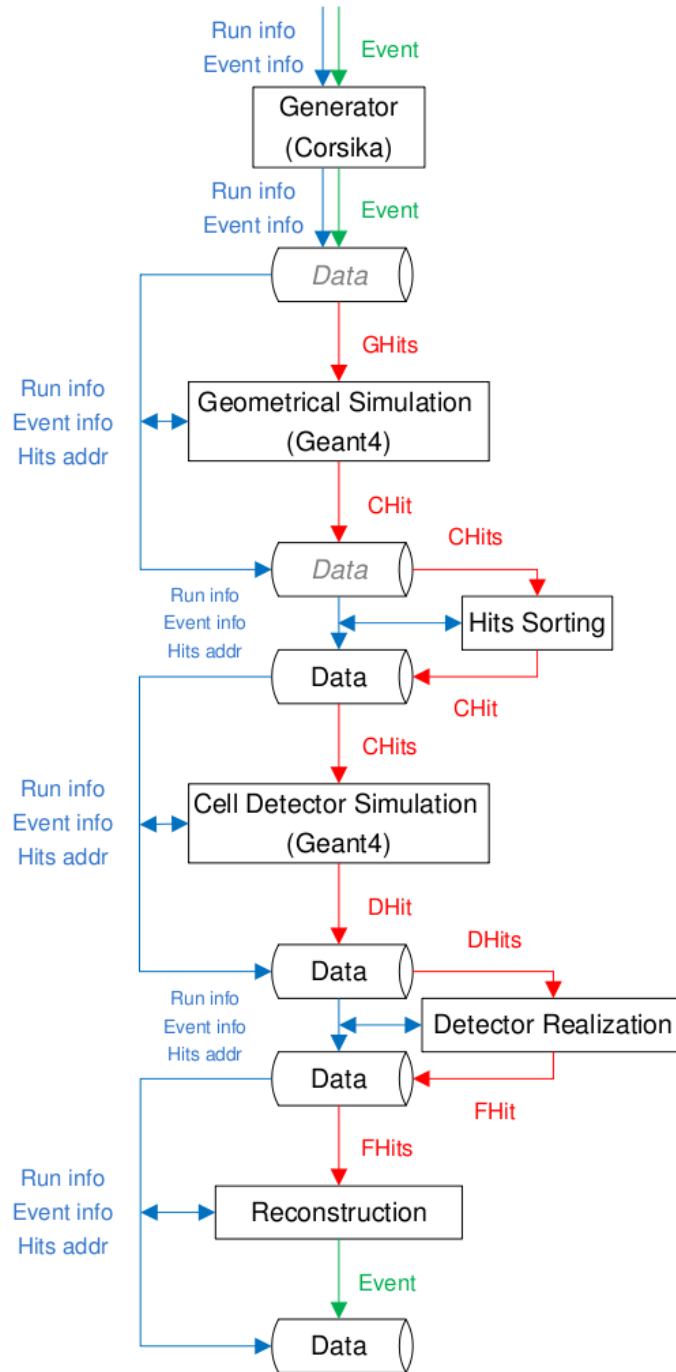 Run info
Event info
Event
Generator
(Corsika)
Run info
Event info
Event
Data
GHits
Run info
Event info
Hits addr
Geometrical Simulation
(Geant4)
CHit
Data
CHits
Run info
Event info
Hits addr
Hits Sorting
Data
CHit
CHits
Run info
Event info
Hits addr
Cell Detector Simulation
(Geant4)
DHit
Data
DHits
Run info
Event info
Hits addr
Detector Realization
Data
FHit
FHits
Run info
Event info
Hits addr
Reconstruction
Event
Data